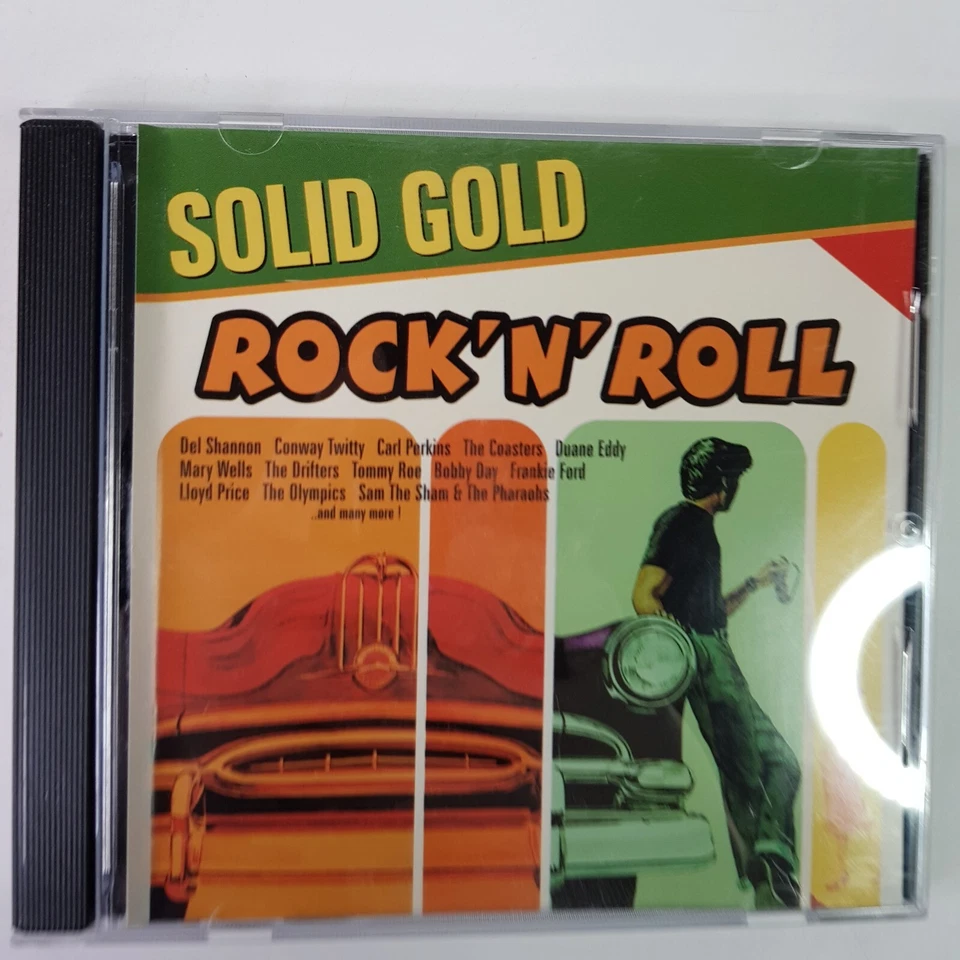 SOLID GOLD
ROCK'N'ROLL
Del Shannon Conway Twitty Carl Perkins The Coasters Duane Eddy
Mary Wells The Drifters Tommy Roe Bobby Day Frankie Ford
Lloyd Price The Olympics Sam The Sham & The Pharaohs
..and many more !